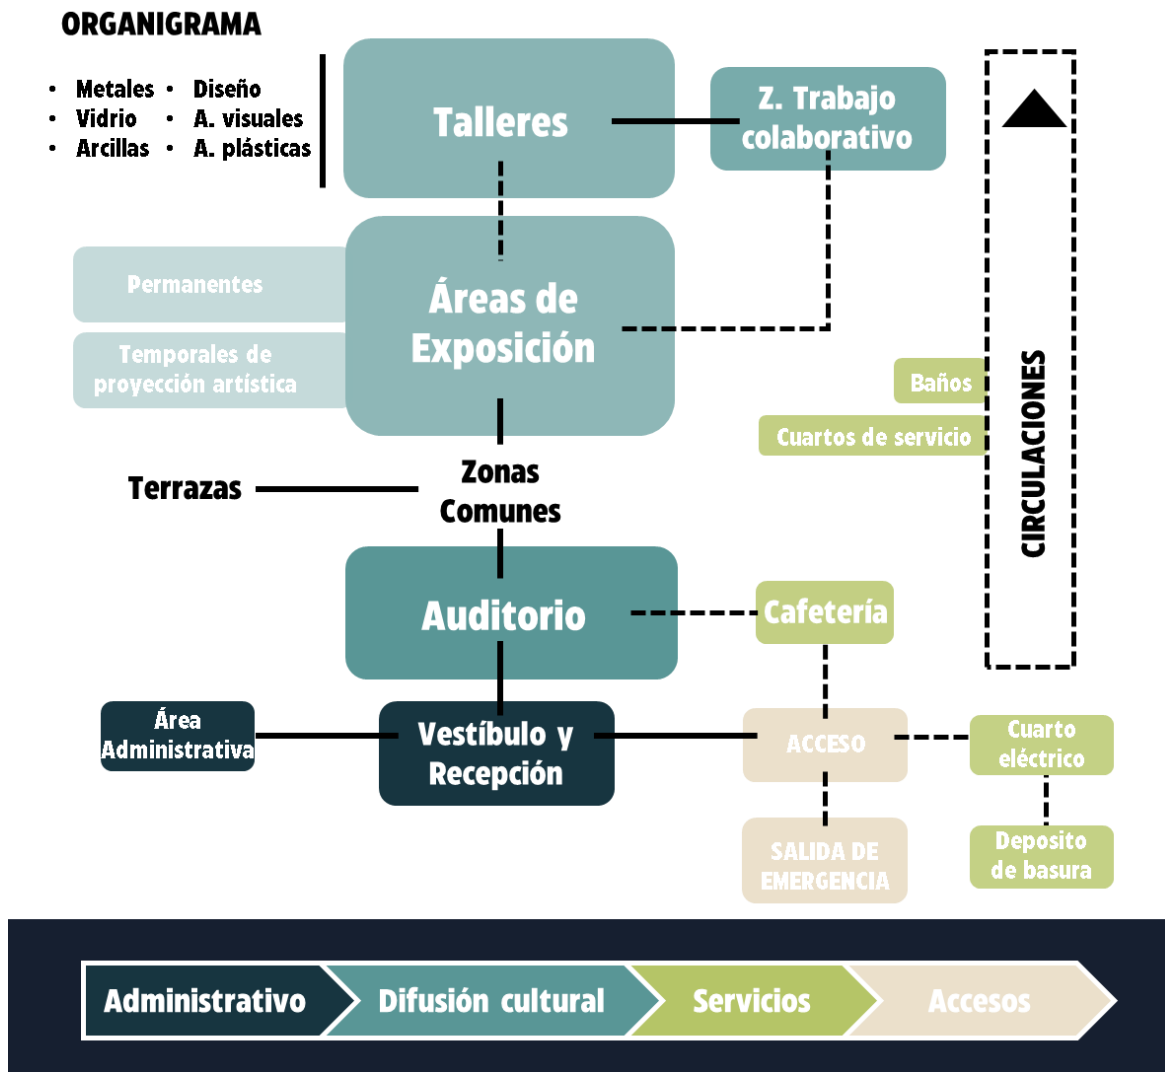 ORGANIGRAMA
• Metales
• Vidrio
• Arcillas
• Diseño
• A. visuales
• A. plásticas
Talleres
Z. Trabajo
colaborativo
Permanentes
Temporales de
proyección artística
Áreas de
Exposición
Baños
Cuartos de servicio
CIRCULACIONES
Terrazas
Zonas
Comunes
Auditorio
Cafetería
Área
Administrativa
Vestíbulo y
Recepción
ACCESO
Cuarto
eléctrico
SALIDA DE
EMERGENCIA
Deposito
de basura
Administrativo
Difusión cultural
Servicios
Accesos